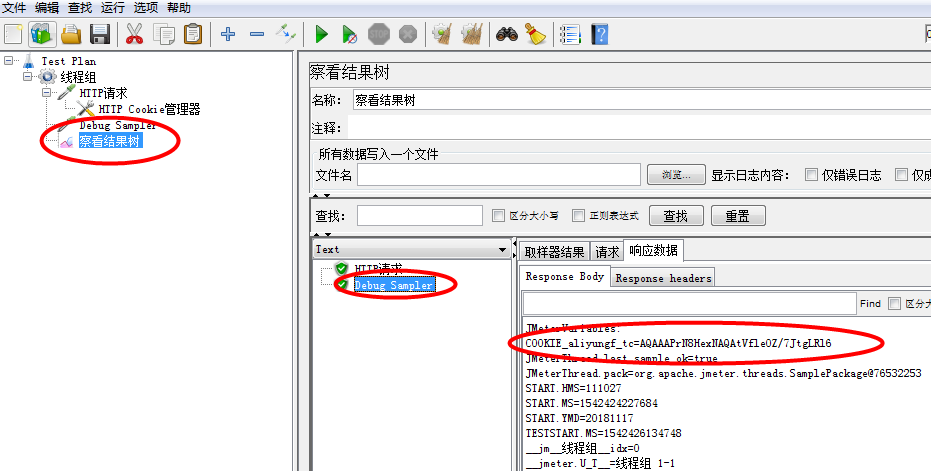 文件 编辑 查找 运行 选项 帮助
STOP
Test Plan
线程组
HTTP请求
HTTP Cookie管理器
Debug Sampler
察看结果树
察看结果树
名称: 察看结果树
注释:
所有数据写入一个文件
文件名 浏览... 显示日志内容: 仅错误日志
查找: 区分大小写 正则表达式 查找 重置
Text
HTTP请求
Debug Sampler
取样器结果 请求 响应数据
Response Body Response headers
Find
JMeterVariables:
COOKIE_aliyungf_tc=AQAAAPrN8HexNAQAtVfleOZ/7JtgLRl6
JMeterThread.last_sample_ok=true
JMeterThread.pack=org.apache.jmeter.threads.SamplePackage@76532253
START.HMS=111027
START.MS=1542424227684
START.YMD=20181117
TESTSTART.MS=1542426134748
__jm__线程组__idx=0
__jmeter.U_T__=线程组 1-1